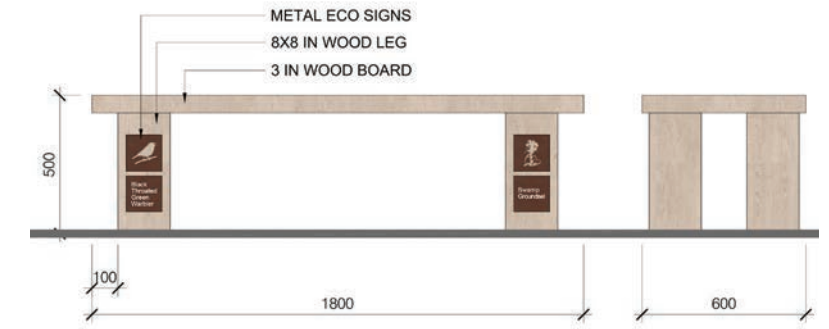 METAL ECO SIGNS
8X8 IN WOOD LEG
3 IN WOOD BOARD
500
Black
Throated
Green
Warbler
Swamp
Groundsel
100
1800
600